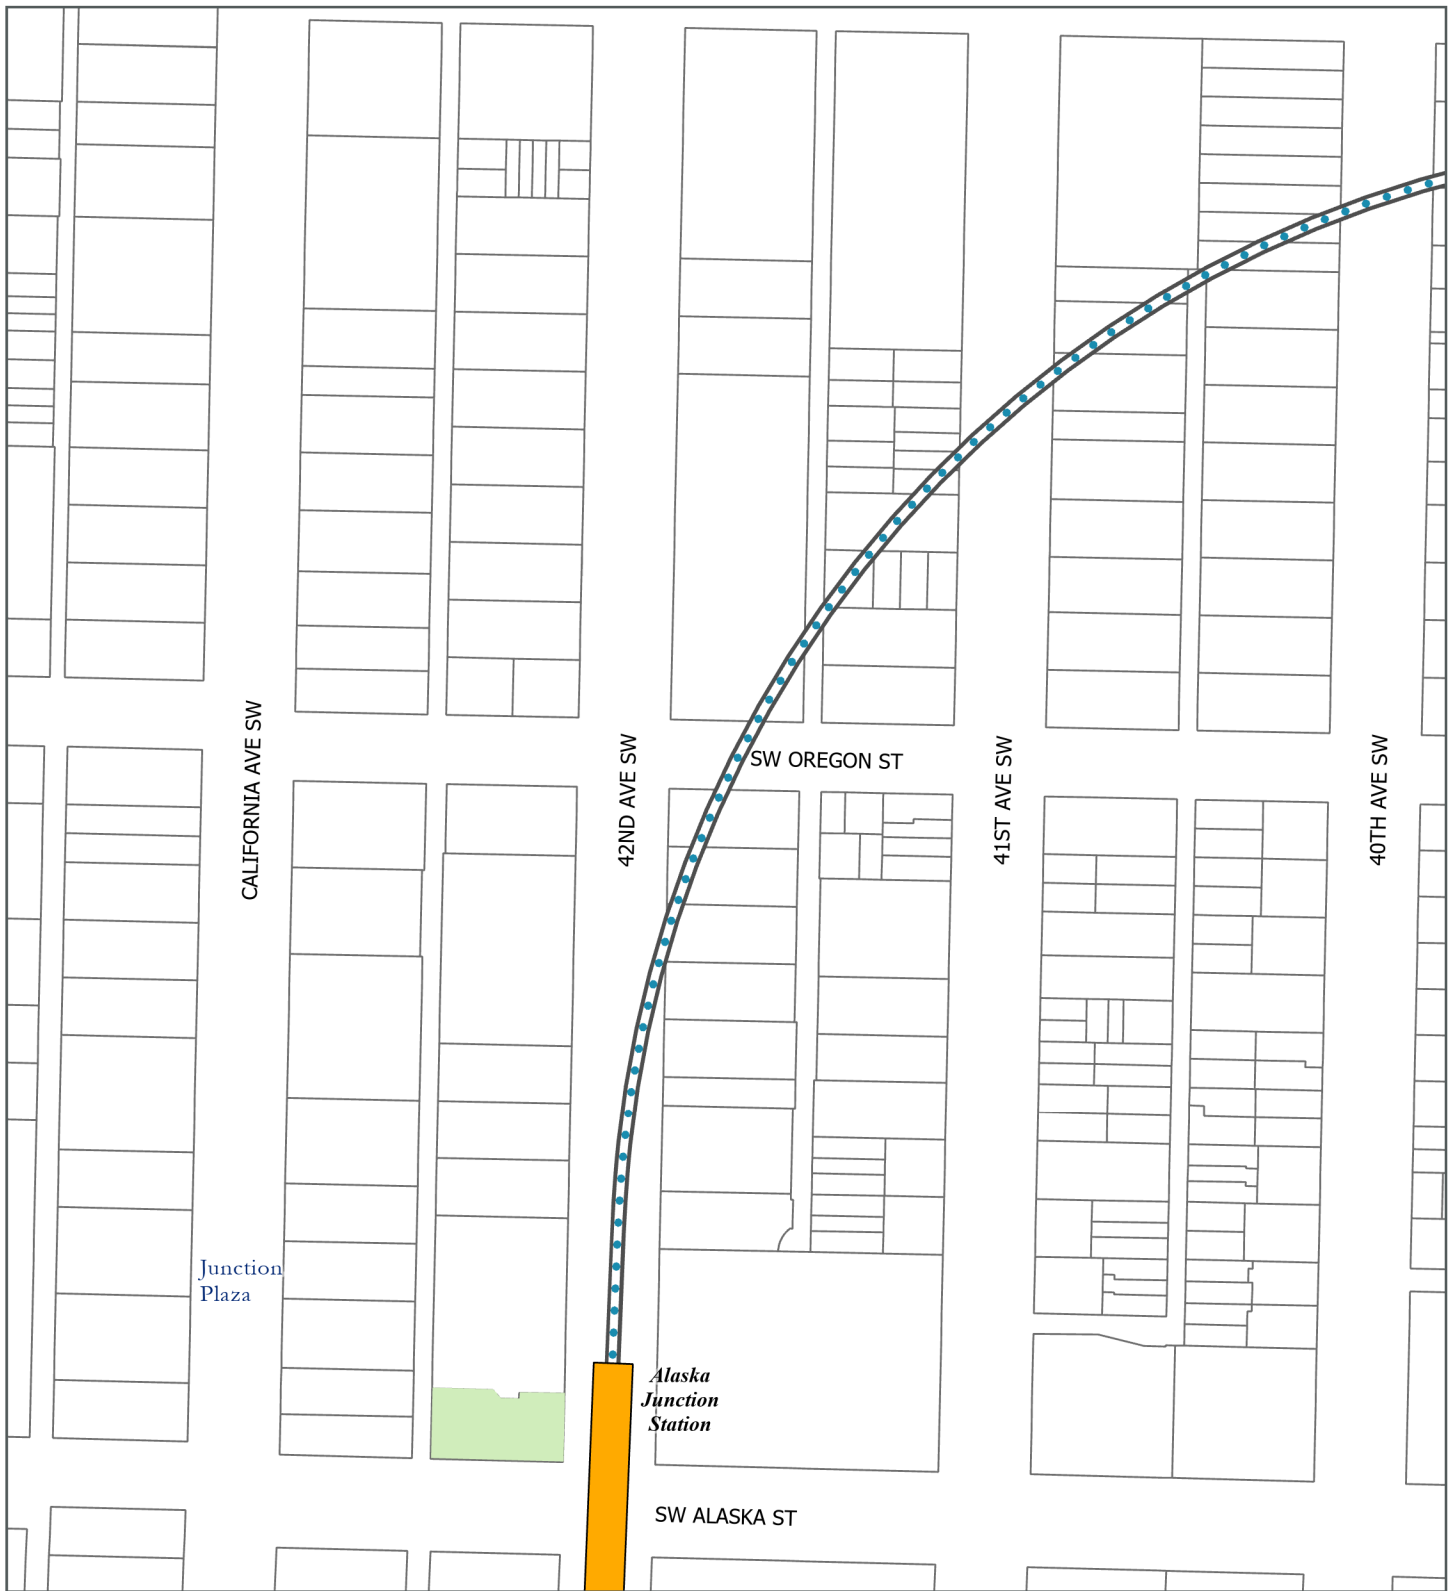 CALIFORNIA AVE SW
42ND AVE SW
SW OREGON ST
41ST AVE SW
40TH AVE SW
Junction
Plaza
Alaska
Junction
Station
SW ALASKA ST